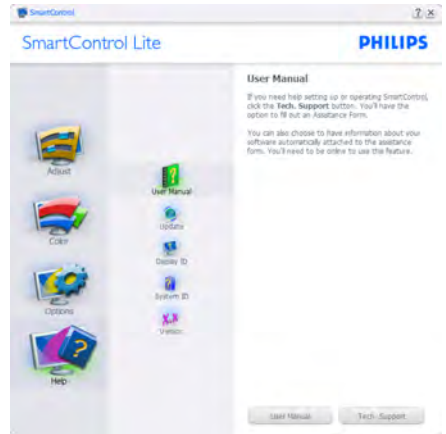 SmartControl
? ×
SmartControl Lite
PHILIPS
User Manual
If you need help setting up or operating SmartControl,
click the Tech. Support button. You'll have the
option to fill out an Assistance Form.
You can also choose to have information about your
software automatically attached to the assistance
form. You'll need to be online to use this feature.
Adjust
Color
Options
Help
User Manual
Update
Display ID
System ID
X.X
Version
User Manual
Tech. Support